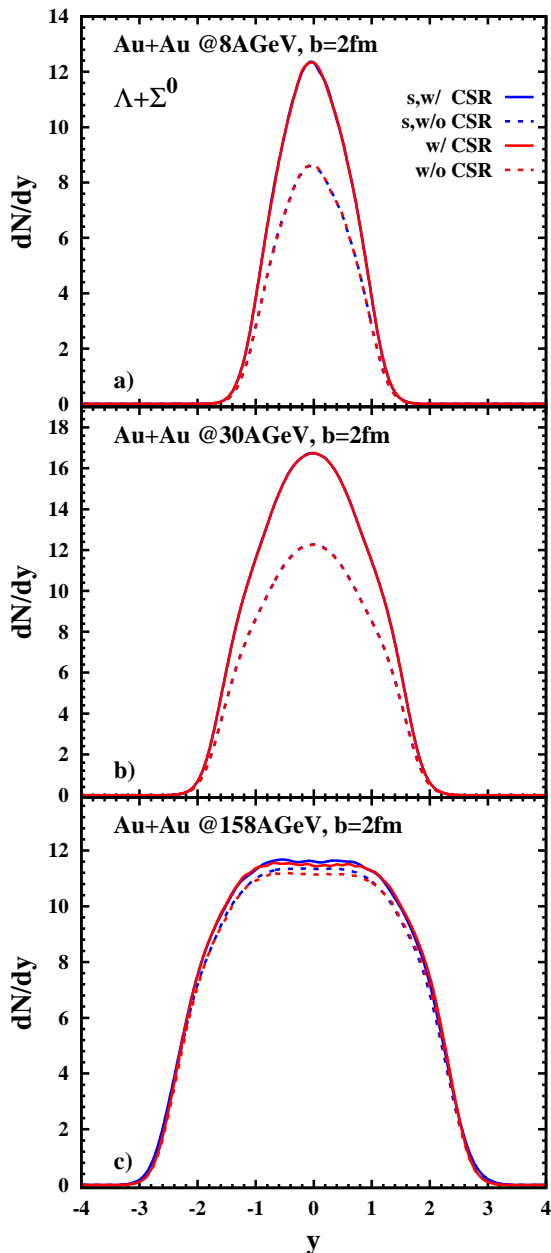 14
Au+Au @8AGeV, b=2fm
12
Λ+Σ⁰
s,w/ CSR
s,w/o CSR
w/ CSR
w/o CSR
10
8
dN/dy
6
4
2
a)
0
18
Au+Au @30AGeV, b=2fm
16
14
12
10
dN/dy
8
6
4
2
b)
0
Au+Au @158AGeV, b=2fm
12
10
8
dN/dy
6
4
2
c)
0
-4 -3 -2 -1 0 1 2 3 4
y